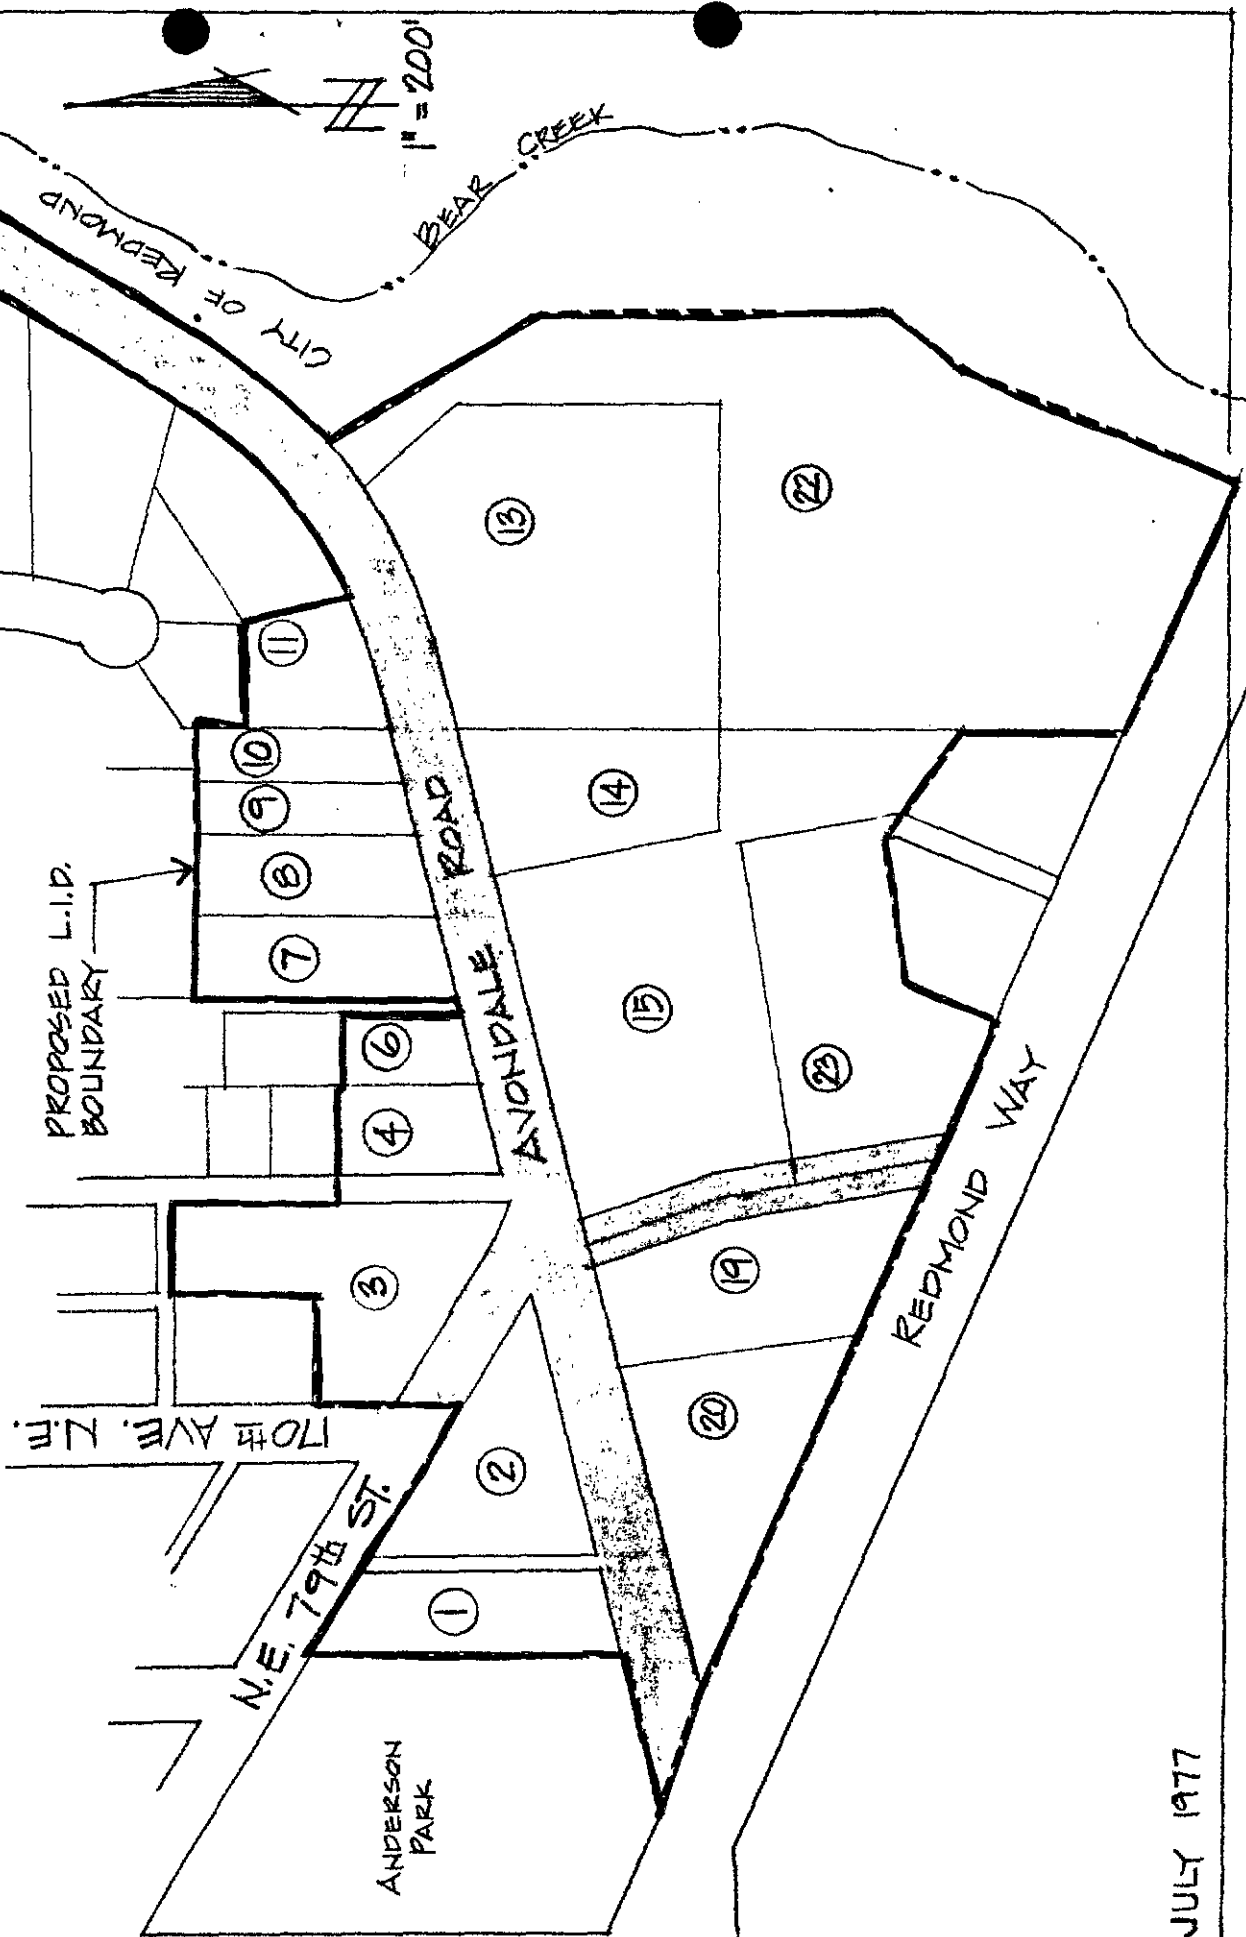 1" = 200'
N
BEAR CREEK
CITY OF REDMOND
PROPOSED L.I.D.
BOUNDARY
AVONDALE ROAD
REDMOND WAY
170th AVE. N.E.
N.E. 79th ST.
ANDERSON
PARK
1
2
3
4
6
7
8
9
10
11
13
14
15
19
20
22
23
JULY 1977